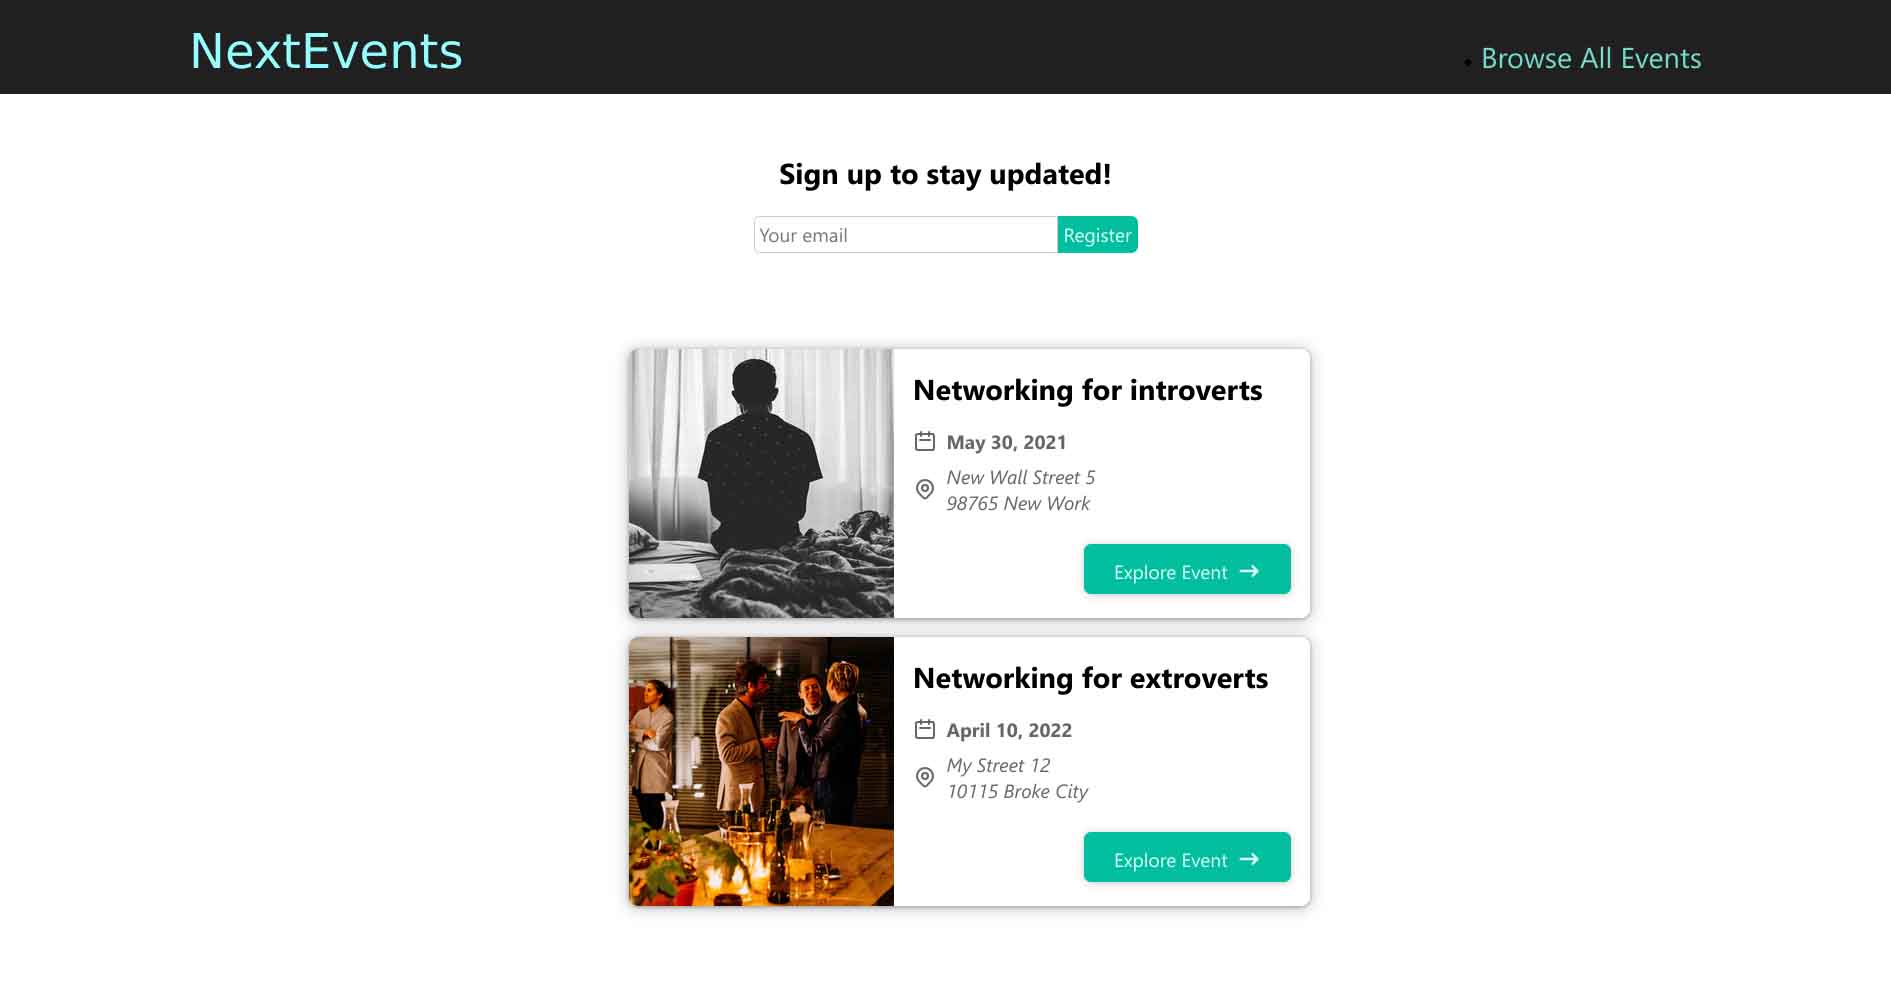 NextEvents
Browse All Events
Sign up to stay updated!
Your email
Register
Networking for introverts
May 30, 2021
New Wall Street 5
98765 New Work
Explore Event
Networking for extroverts
April 10, 2022
My Street 12
10115 Broke City
Explore Event